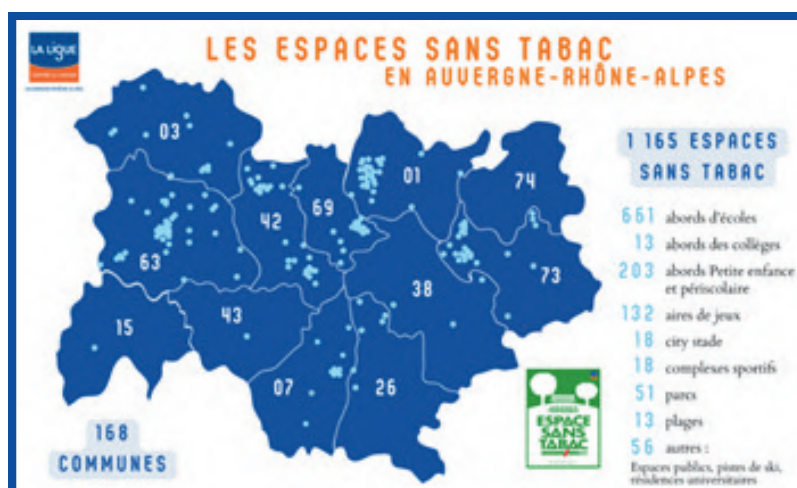 LA LIGUE
CONTRE LE CANCER
LES ESPACES SANS TABAC
EN AUVERGNE-RHÔNE-ALPES
03
63
15
43
42
69
01
74
73
38
07
26
168
COMMUNES
1 165 ESPACES
SANS TABAC
661 abords d'écoles
13 abords des collèges
203 abords Petite enfance
et périscolaire
132 aires de jeux
18 city stade
18 complexes sportifs
51 parcs
13 plages
56 autres :
Espaces publics, pistes de ski,
résidences universitaires
ESPACE
SANS
TABAC